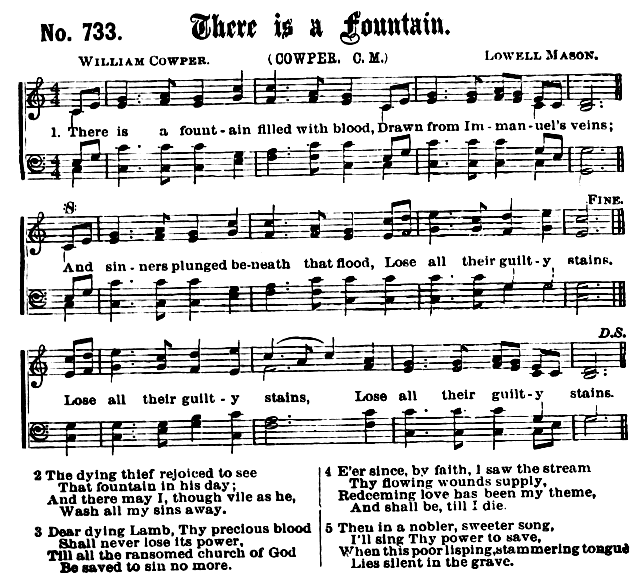 No. 733. There is a Fountain.
WILLIAM COWPER. (COWPER. C. M.) LOWELL MASON.
1. There is a fount - ain filled with blood, Drawn from Im - man - uel's veins;
FINE.
And sin - ners plunged be-neath that flood, Lose all their guilt - y stains.
D.S.
Lose all their guilt - y stains, Lose all their guilt - y stains.
2 The dying thief rejoiced to see
That fountain in his day;
And there may I, though vile as he,
Wash all my sins away.
3 Dear dying Lamb, Thy precious blood
Shall never lose its power,
Till all the ransomed church of God
Be saved to sin no more.
4 E'er since, by faith, I saw the stream
Thy flowing wounds supply,
Redeeming love has been my theme,
And shall be, till I die.
5 Then in a nobler, sweeter song,
I'll sing Thy power to save,
When this poor lisping,stammering tongue
Lies silent in the grave.